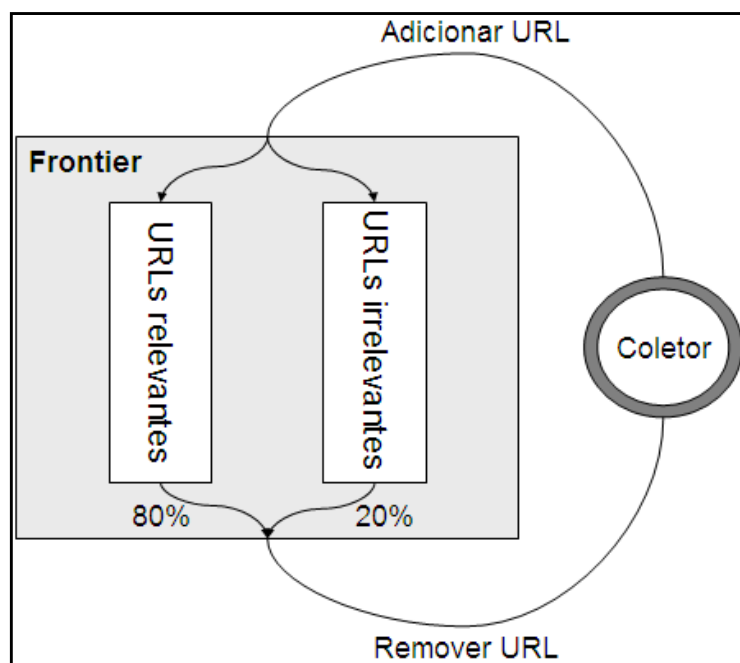 Adicionar URL
Frontier
URLs relevantes
URLs irrelevantes
Coletor
80%
20%
Remover URL